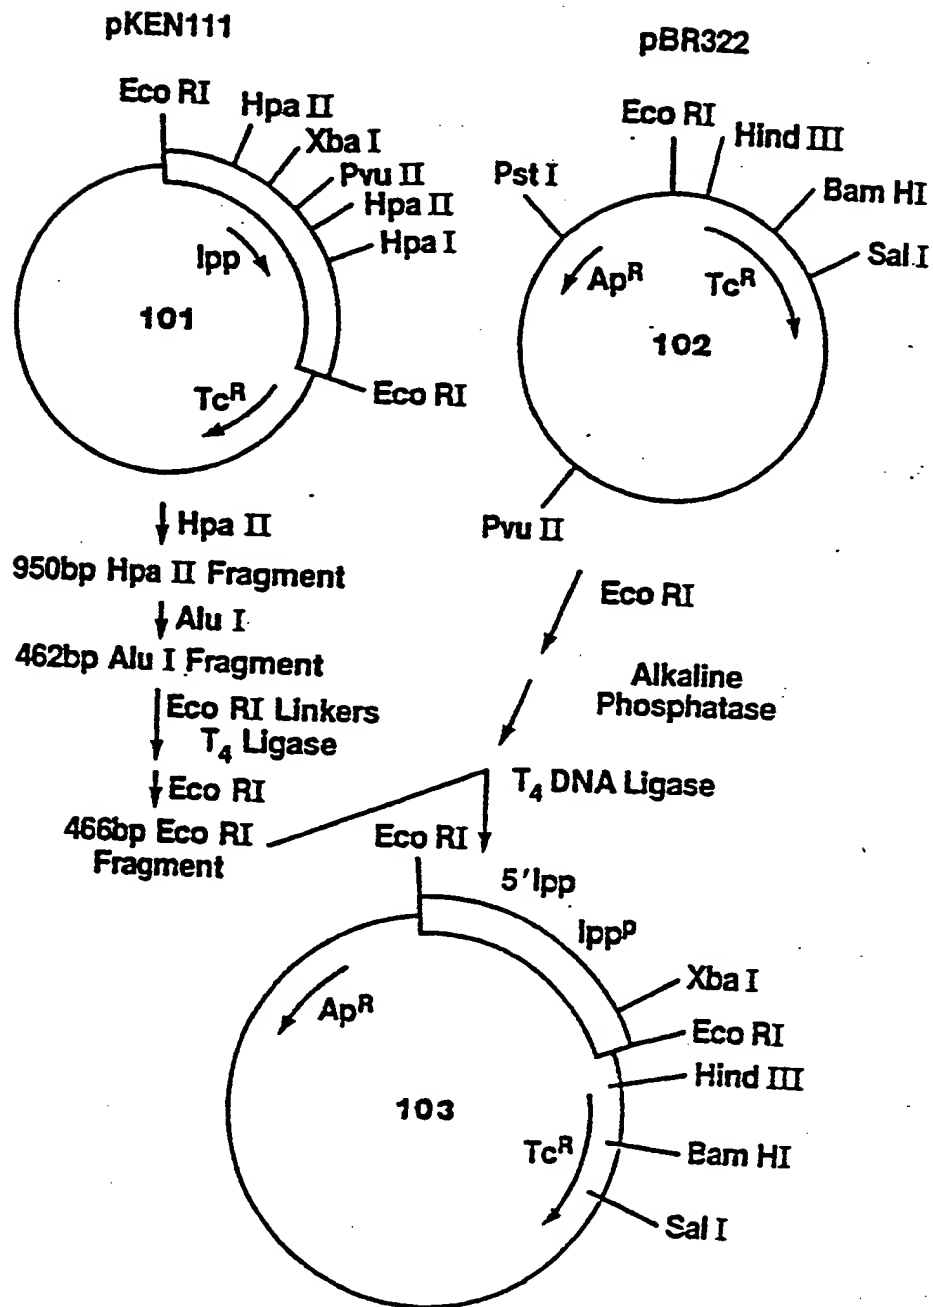 pKEN111
Eco RI
Hpa II
Xba I
Pvu II
Hpa II
Hpa I
lpp
101
Tc^R
Eco RI
pBR322
Eco RI
Hind III
Pst I
Bam HI
Sal I
Ap^R
Tc^R
102
Pvu II
Hpa II
950bp Hpa II Fragment
Alu I
462bp Alu I Fragment
Eco RI Linkers
T4 Ligase
Eco RI
466bp Eco RI
Fragment
Eco RI
Alkaline
Phosphatase
T4 DNA Ligase
Eco RI
5'lpp
lpp^p
Xba I
Eco RI
Hind III
Ap^R
103
Tc^R
Bam HI
Sal I